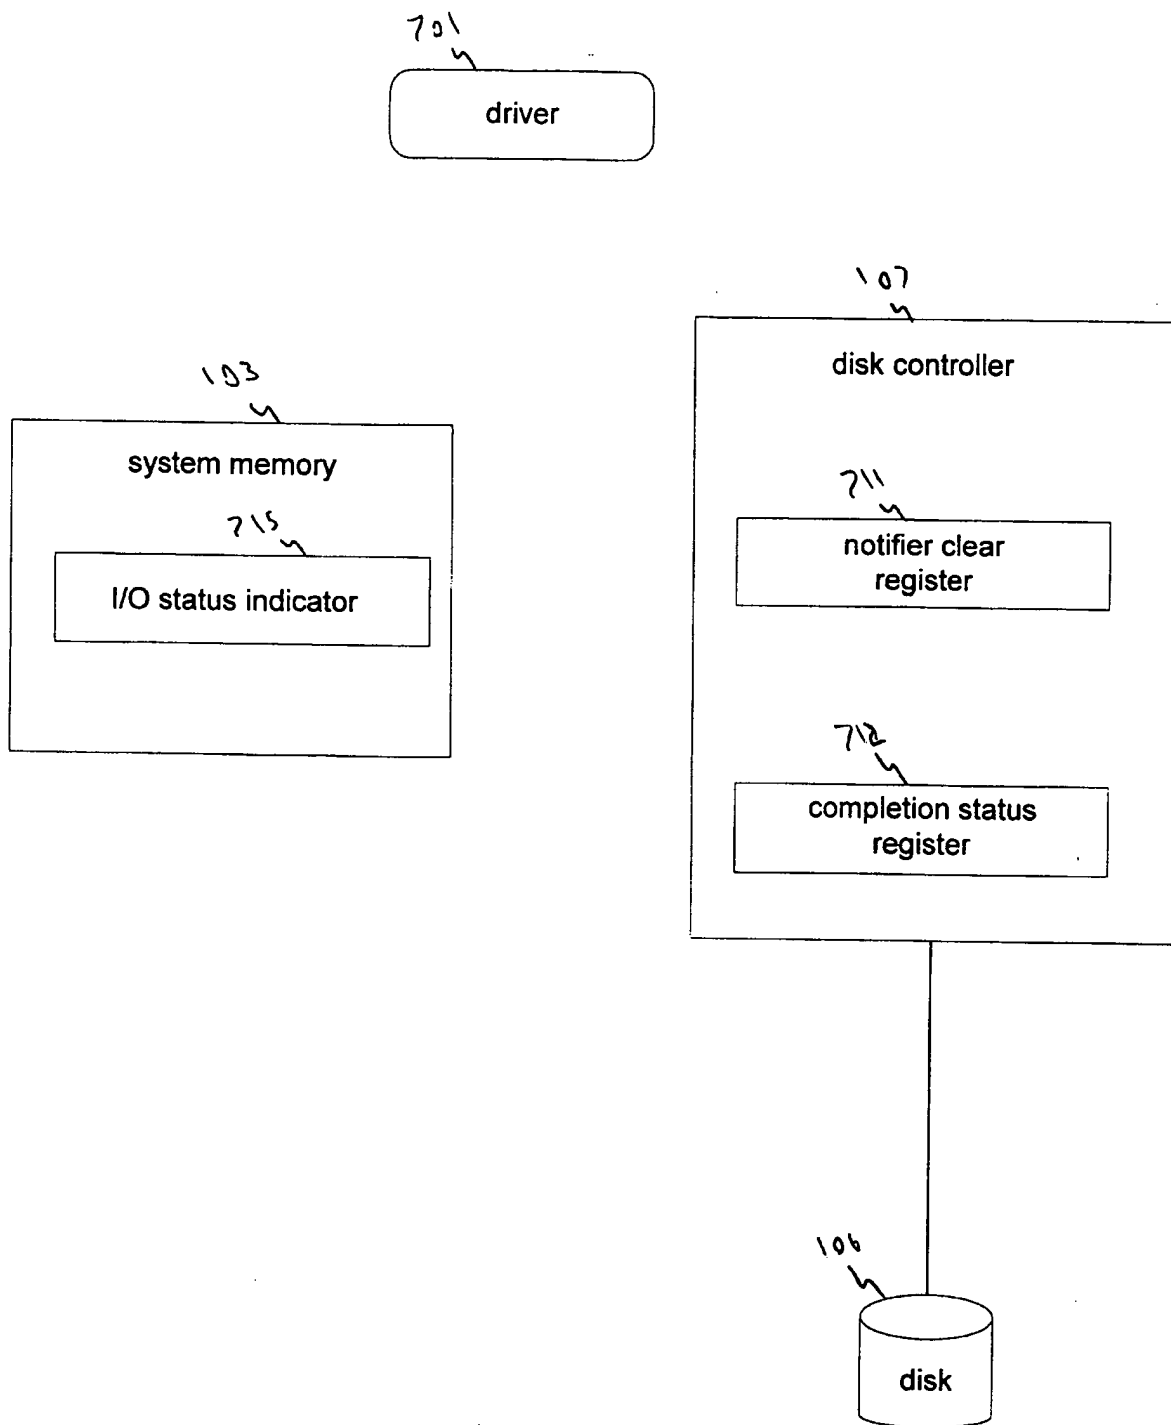 701
driver
107
disk controller
103
system memory
711
715
notifier clear
register
I/O status indicator
712
completion status
register
106
disk